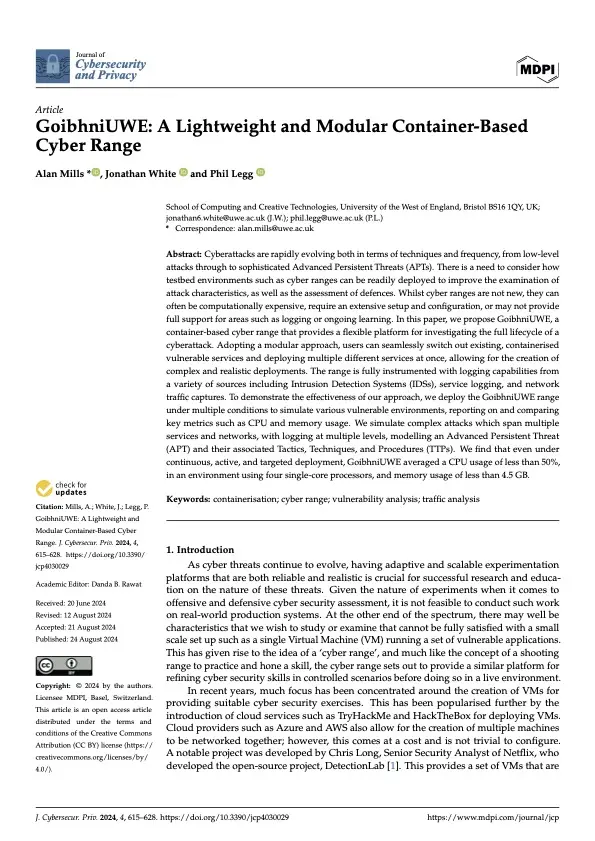 Journal of
Cybersecurity
and Privacy
MDPI
Article
GoibhniUWE: A Lightweight and Modular Container-Based
Cyber Range
Alan Mills *, Jonathan White and Phil Legg
School of Computing and Creative Technologies, University of the West of England, Bristol BS16 1QY, UK;
jonathan6.white@uwe.ac.uk (J.W.); phil.legg@uwe.ac.uk (P.L.)
* Correspondence: alan.mills@uwe.ac.uk
Abstract: Cyberattacks are rapidly evolving both in terms of techniques and frequency, from low-level
attacks through to sophisticated Advanced Persistent Threats (APTs). There is a need to consider how
testbed environments such as cyber ranges can be readily deployed to improve the examination of
attack characteristics, as well as the assessment of defences. Whilst cyber ranges are not new, they can
often be computationally expensive, require an extensive setup and configuration, or may not provide
full support for areas such as logging or ongoing learning. In this paper, we propose GoibhniUWE, a
container-based cyber range that provides a flexible platform for investigating the full lifecycle of a
cyberattack. Adopting a modular approach, users can seamlessly switch out existing, containerised
vulnerable services and deploying multiple different services at once, allowing for the creation of
complex and realistic deployments. The range is fully instrumented with logging capabilities from
a variety of sources including Intrusion Detection Systems (IDSs), service logging, and network
traffic captures. To demonstrate the effectiveness of our approach, we deploy the GoibhniUWE range
under multiple conditions to simulate various vulnerable environments, reporting on and comparing
key metrics such as CPU and memory usage. We simulate complex attacks which span multiple
services and networks, with logging at multiple levels, modelling an Advanced Persistent Threat
(APT) and their associated Tactics, Techniques, and Procedures (TTPs). We find that even under
continuous, active, and targeted deployment, GoibhniUWE averaged a CPU usage of less than 50%,
in an environment using four single-core processors, and memory usage of less than 4.5 GB.
Keywords: containerisation; cyber range; vulnerability analysis; traffic analysis
check for
updates
Citation: Mills, A.; White, J.; Legg, P.
GoibhniUWE: A Lightweight and
Modular Container-Based Cyber
Range. J. Cybersecur. Priv. 2024, 4,
615–628. https://doi.org/10.3390/
jcp4030029
Academic Editor: Danda B. Rawat
Received: 20 June 2024
Revised: 12 August 2024
Accepted: 21 August 2024
Published: 24 August 2024
CC BY
Copyright: © 2024 by the authors.
Licensee MDPI, Basel, Switzerland.
This article is an open access article
distributed under the terms and
conditions of the Creative Commons
Attribution (CC BY) license (https://
creativecommons.org/licenses/by/
4.0/).
1. Introduction
As cyber threats continue to evolve, having adaptive and scalable experimentation
platforms that are both reliable and realistic is crucial for successful research and educa-
tion on the nature of these threats. Given the nature of experiments when it comes to
offensive and defensive cyber security assessment, it is not feasible to conduct such work
on real-world production systems. At the other end of the spectrum, there may well be
characteristics that we wish to study or examine that cannot be fully satisfied with a small
scale set up such as a single Virtual Machine (VM) running a set of vulnerable applications.
This has given rise to the idea of a ‘cyber range’, and much like the concept of a shooting
range to practice and hone a skill, the cyber range sets out to provide a similar platform for
refining cyber security skills in controlled scenarios before doing so in a live environment.
In recent years, much focus has been concentrated around the creation of VMs for
providing suitable cyber security exercises. This has been popularised further by the
introduction of cloud services such as TryHackMe and HackTheBox for deploying VMs.
Cloud providers such as Azure and AWS also allow for the creation of multiple machines
to be networked together; however, this comes at a cost and is not trivial to configure.
A notable project was developed by Chris Long, Senior Security Analyst of Netflix, who
developed the open-source project, DetectionLab [1]. This provides a set of VMs that are
J. Cybersecur. Priv. 2024, 4, 615–628. https://doi.org/10.3390/jcp4030029
https://www.mdpi.com/journal/jcp